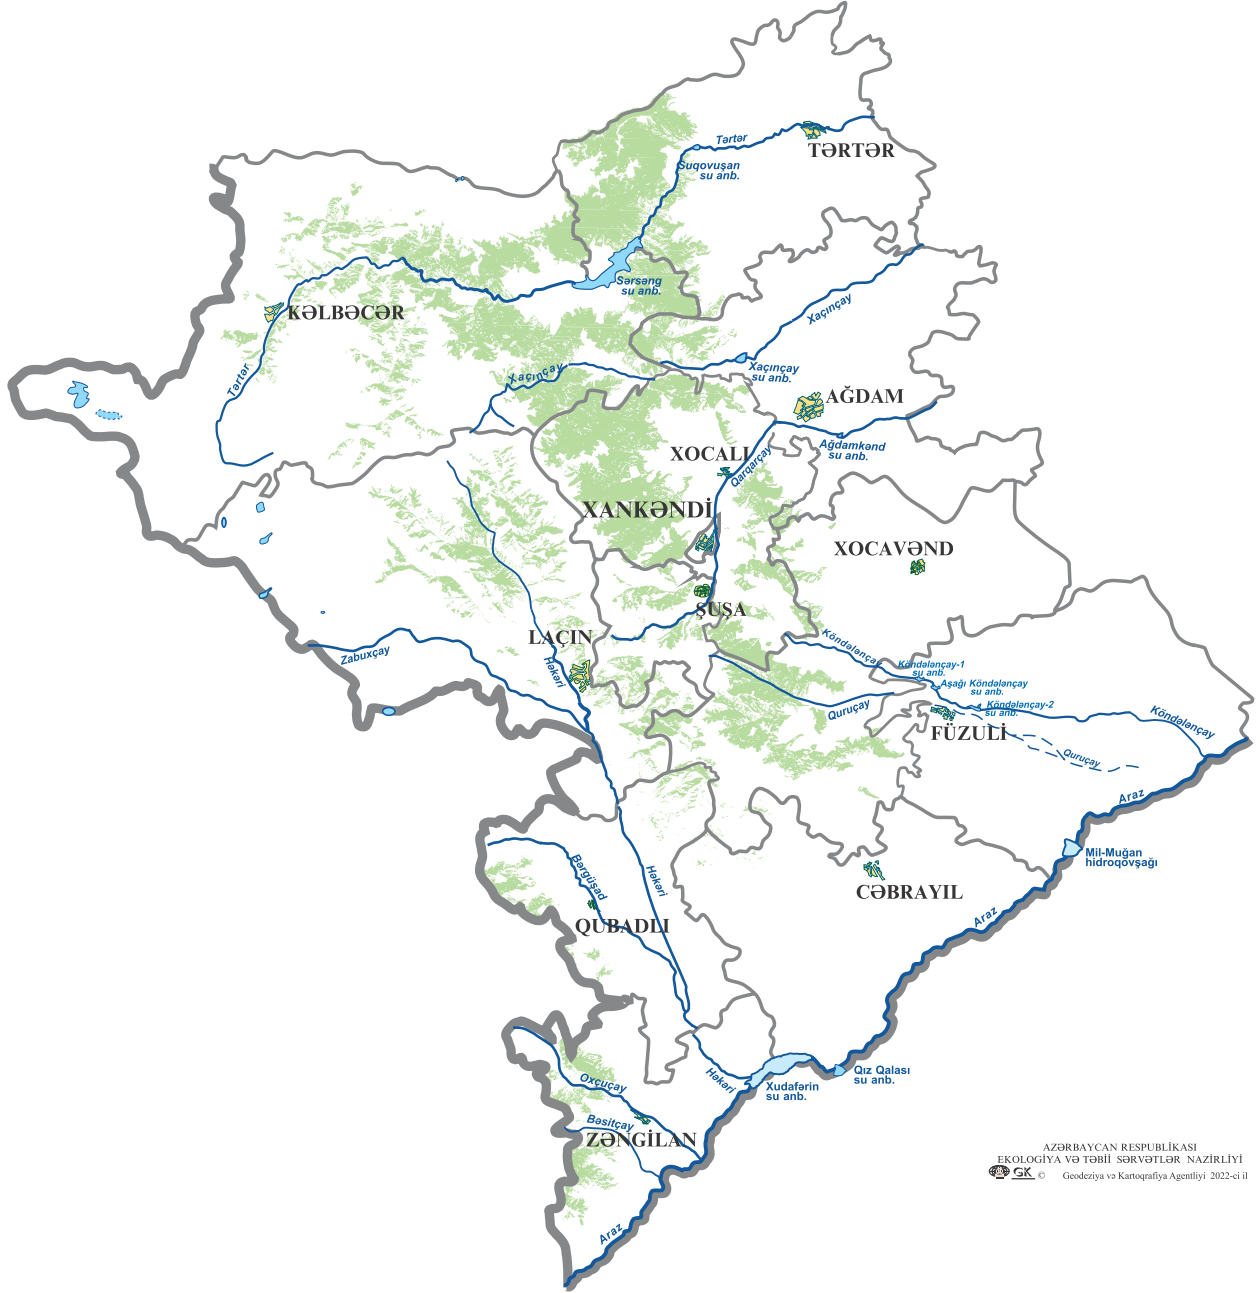 Tərtər
TƏRTƏR
Suqovuşan
su anb.
Sərsəng
su anb.
KƏLBƏCƏR
Xaçınçay
Tərtər
Xaçınçay
Xaçınçay
su anb.
AĞDAM
Ağdamkənd
su anb.
XOCALI
Qarqarçay
XANKƏNDİ
XOCAVƏND
ŞUŞA
LAÇIN
Zabuxçay
Həkəri
Köndələnçay
Köndələnçay-1
su anb.
Aşağı Köndələnçay
su anb.
Köndələnçay-2
su anb.
Quruçay
Köndələnçay
FÜZULİ
Quruçay
Araz
Mil-Muğan
hidroqovşağı
Bərgüşad
Həkəri
CƏBRAYIL
QUBADLI
Araz
Həkəri
Qız Qalası
su anb.
Xudafərin
su anb.
Oxçuçay
Bəsitçay
ZƏNGİLAN
Araz
AZƏRBAYCAN RESPUBLİKASI
EKOLOGİYA VƏ TƏBİİ SƏRVƏTLƏR NAZİRLİYİ
GK © Geodeziya və Kartoqrafiya Agentliyi 2022-ci il